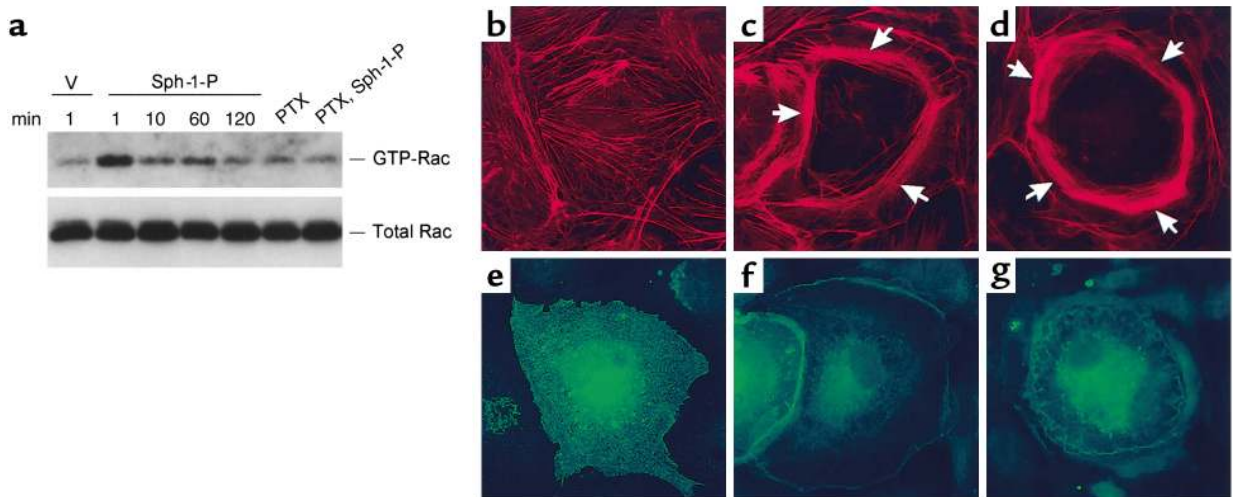 a
V Sph-1-P PTX PTX, Sph-1-P
min 1 1 10 60 120
GTP-Rac
Total Rac
b
c
d
e
f
g